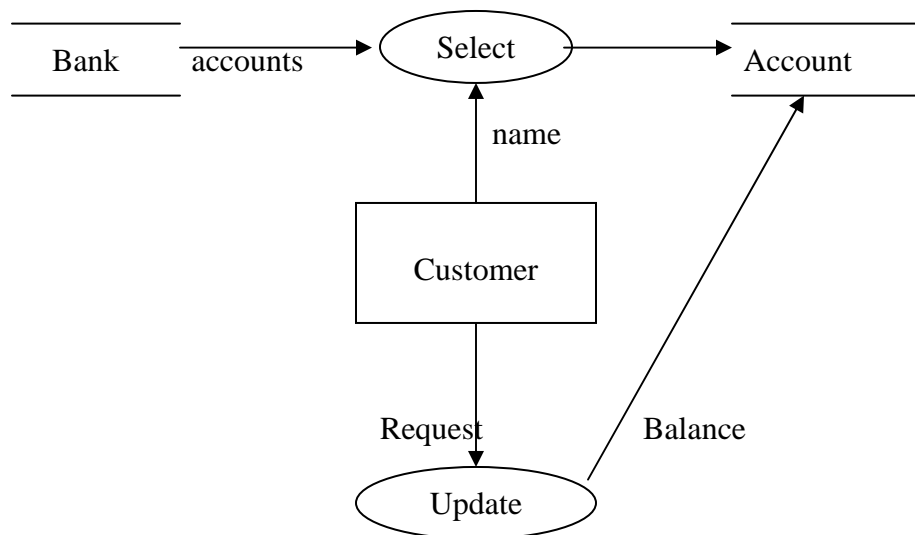 Bank
accounts
Select
Account
name
Customer
Request
Balance
Update